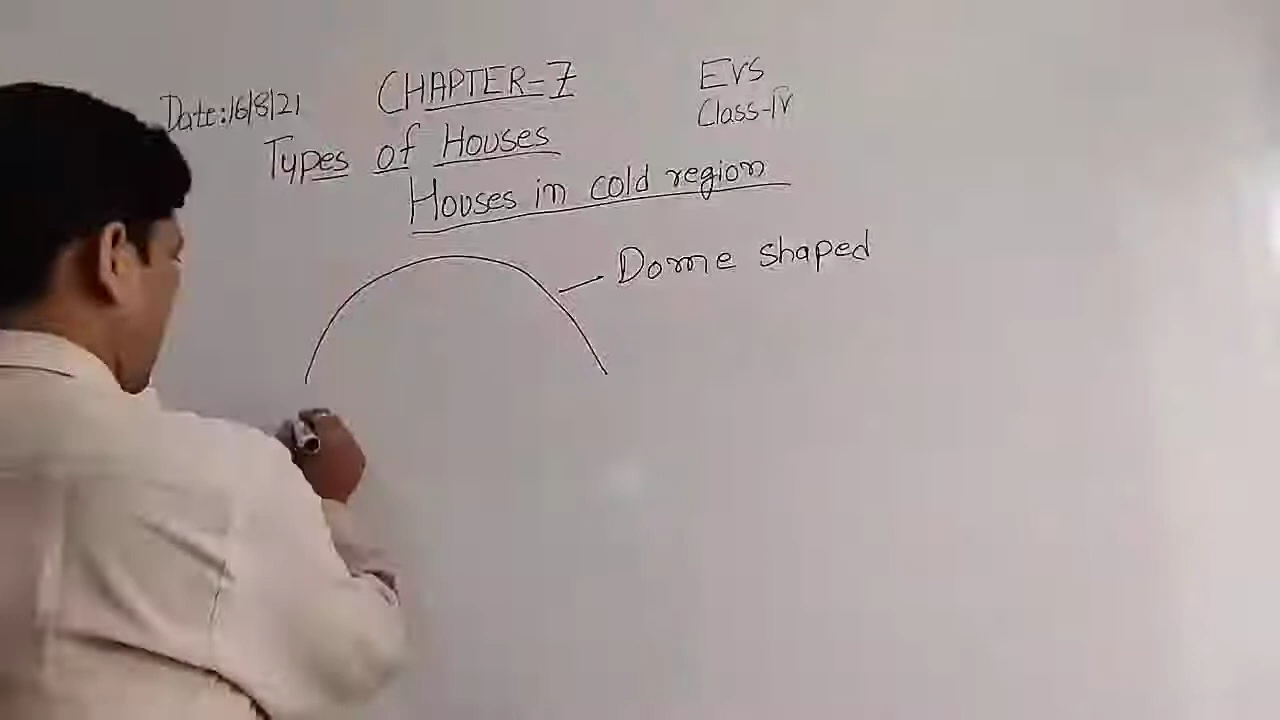 Date:16/8/21 CHAPTER-7 EVS
Class-IV
Types of Houses
Houses in cold region
Dome shaped